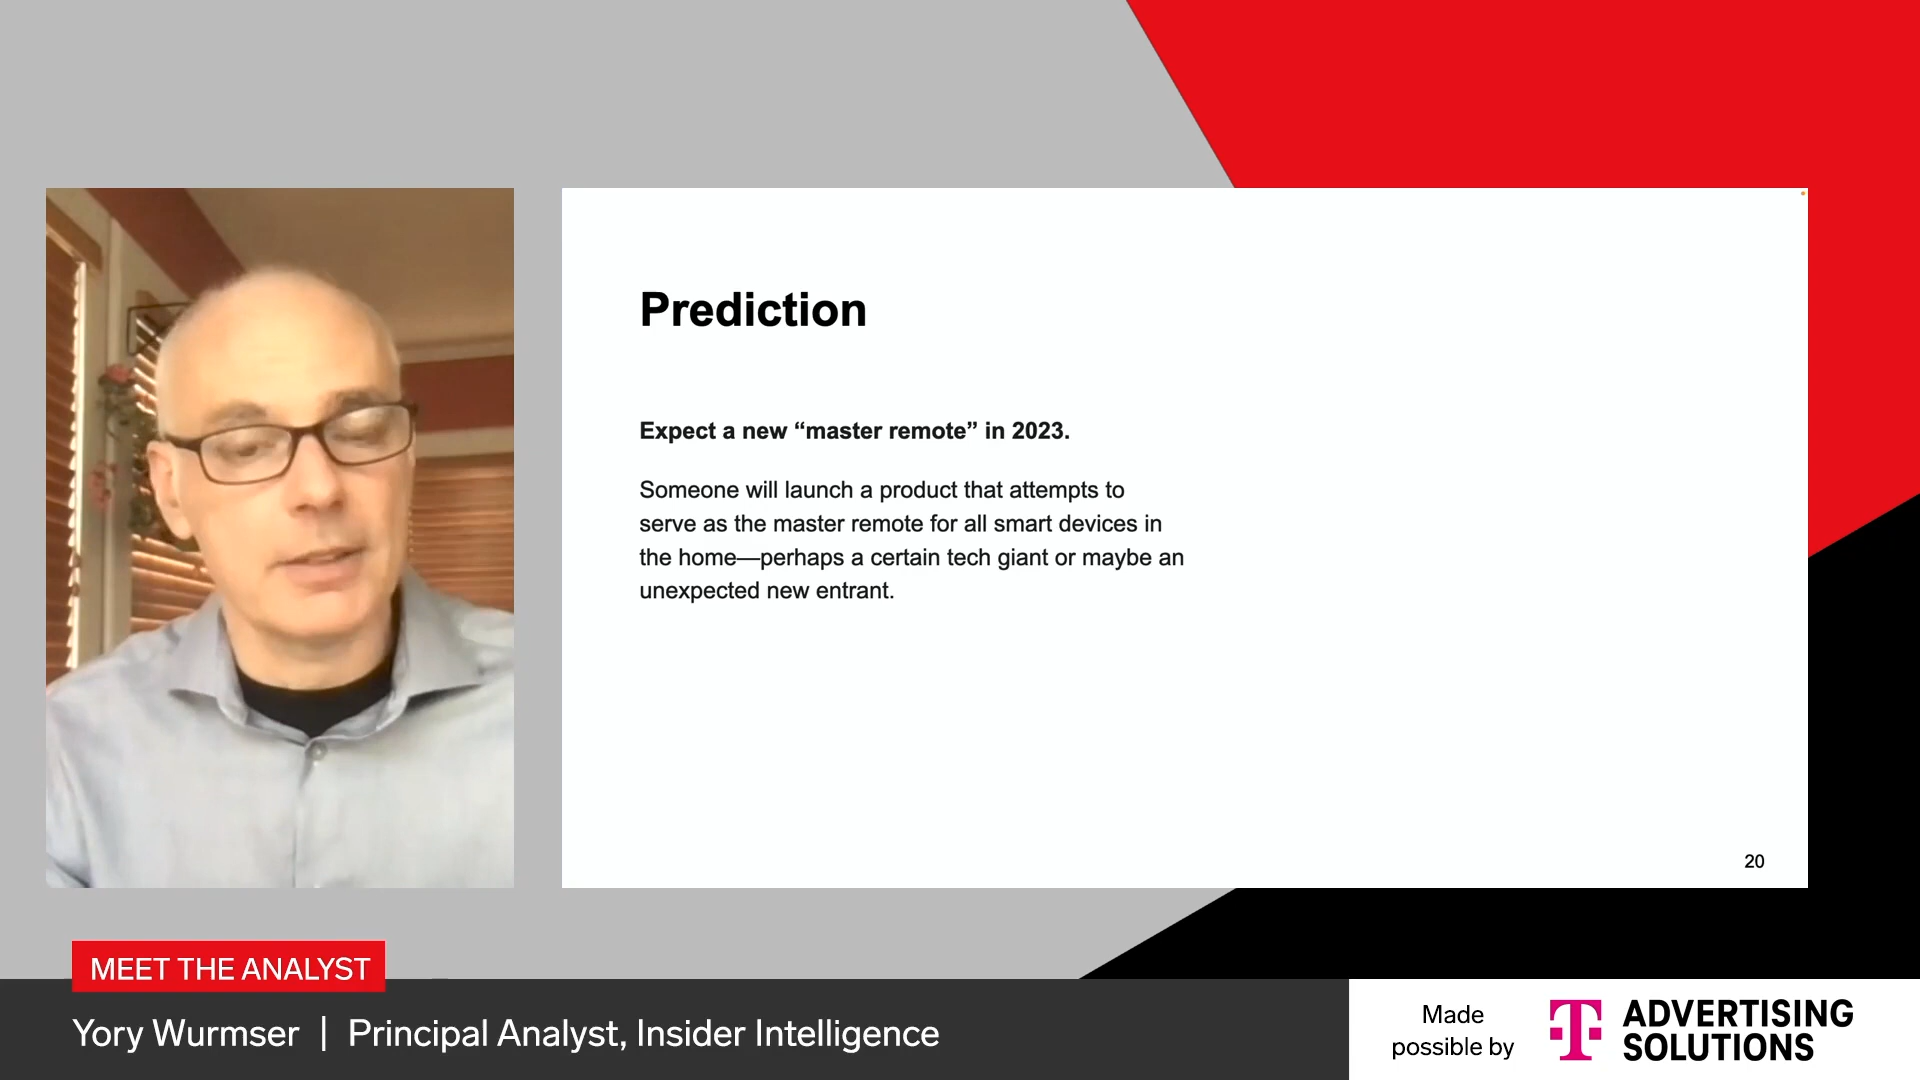 Prediction
Expect a new “master remote” in 2023.
Someone will launch a product that attempts to
serve as the master remote for all smart devices in
the home—perhaps a certain tech giant or maybe an
unexpected new entrant.
20
MEET THE ANALYST
Yory Wurmser | Principal Analyst, Insider Intelligence
Made
possible by
T ADVERTISING
SOLUTIONS